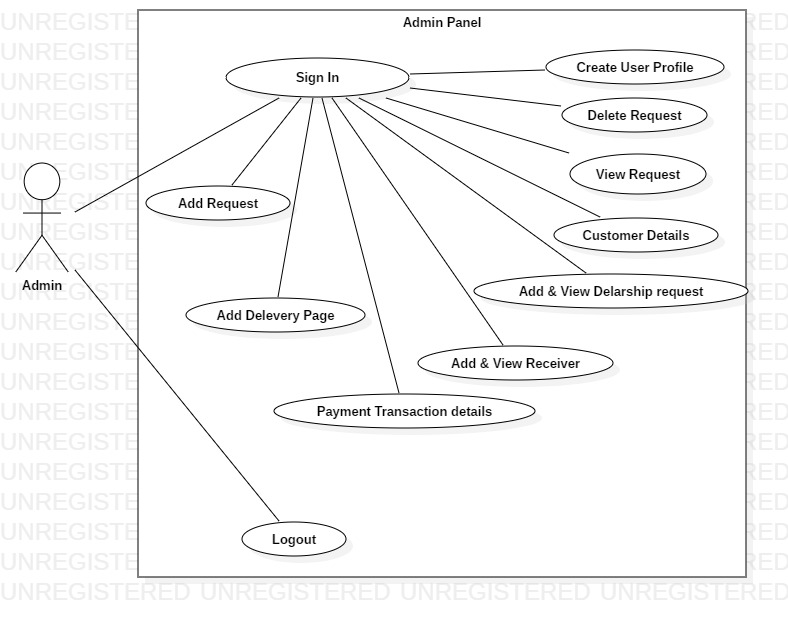 Admin Panel
Sign In
Create User Profile
Delete Request
View Request
Add Request
Customer Details
Admin
Add & View Delarship request
Add Delevery Page
Add & View Receiver
Payment Transaction details
Logout
UNREGISTERED UNREGISTERED UNREGISTERED UNREGISTERED